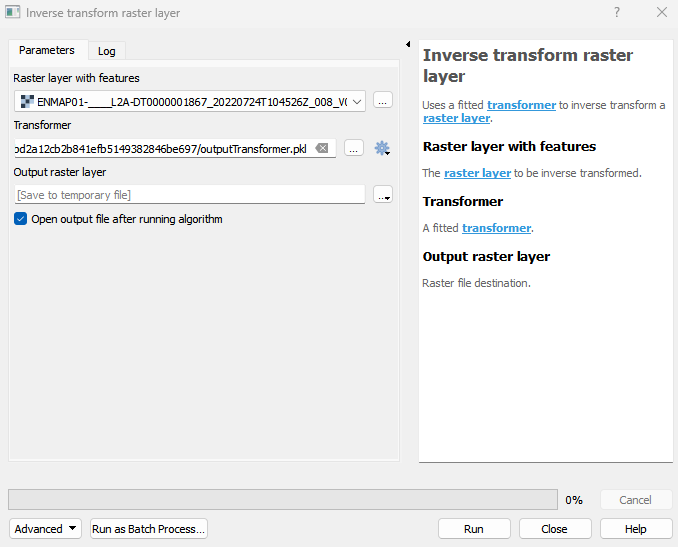 Inverse transform raster layer
?
Parameters
Log
Raster layer with features
ENMAP01-____L2A-DT0000001867_20220724T104526Z_008_V0
...
Transformer
bd2a12cb2b841efb5149382846be697/outputTransformer.pkl
...
Output raster layer
[Save to temporary file]
...
Open output file after running algorithm
Inverse transform raster
layer
Uses a fitted transformer to inverse transform a
raster layer.
Raster layer with features
The raster layer to be inverse transformed.
Transformer
A fitted transformer.
Output raster layer
Raster file destination.
0%
Cancel
Advanced
Run as Batch Process...
Run
Close
Help